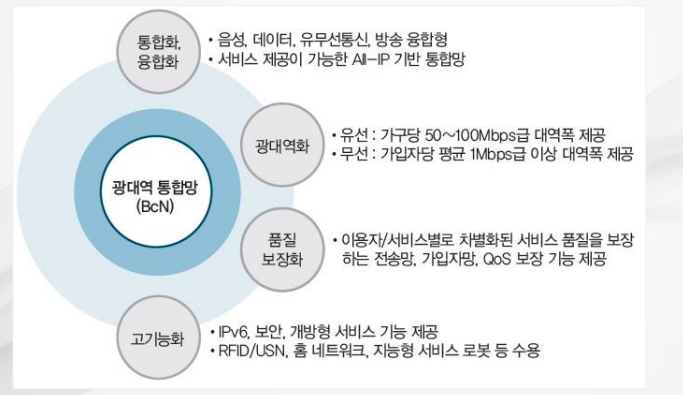 통합화,
융합화
• 음성, 데이터, 유무선통신, 방송 융합형
• 서비스 제공이 가능한 All-IP 기반 통합망
광대역화
• 유선 : 가구당 50~100Mbps급 대역폭 제공
• 무선 : 가입자당 평균 1Mbps급 이상 대역폭 제공
광대역 통합망
(BcN)
품질
보장화
• 이용자/서비스별로 차별화된 서비스 품질을 보장
하는 전송망, 가입자망, QoS 보장 기능 제공
고기능화
• IPv6, 보안, 개방형 서비스 기능 제공
• RFID/USN, 홈 네트워크, 지능형 서비스 로봇 등 수용